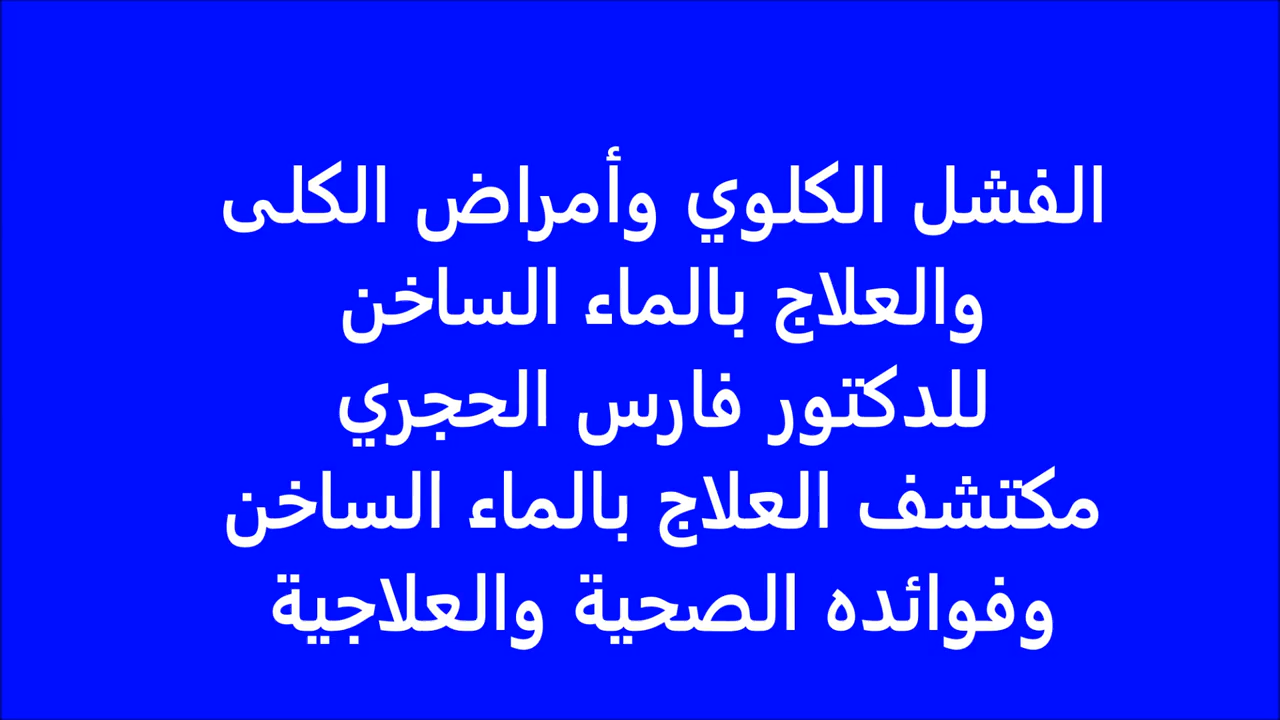 الفشل الكلوي وأمراض الكلى
والعلاج بالماء الساخن
للدكتور فارس الحجري
مكتشف العلاج بالماء الساخن
وفوائده الصحية والعلاجية